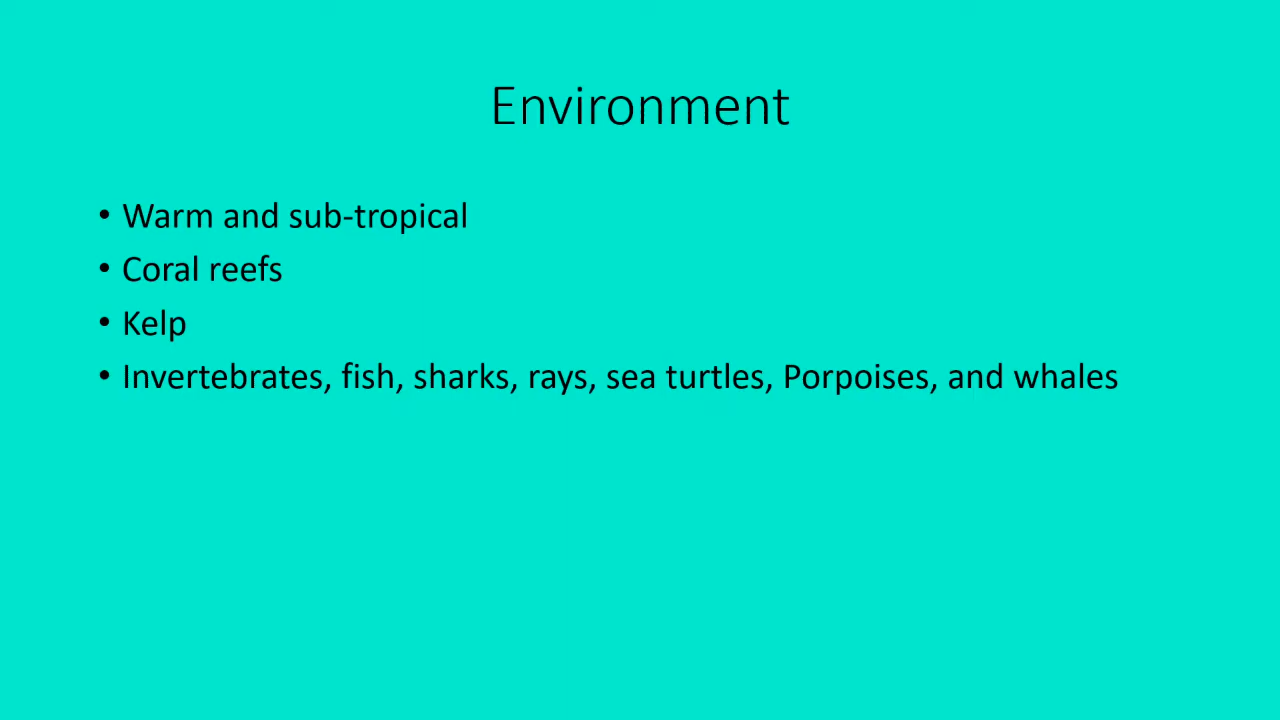 Environment
• Warm and sub-tropical
• Coral reefs
• Kelp
• Invertebrates, fish, sharks, rays, sea turtles, Porpoises, and whales